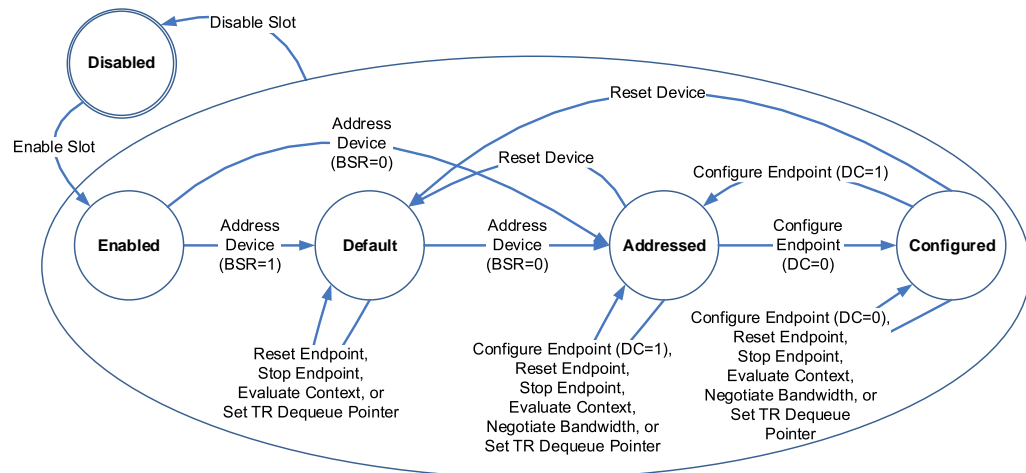 Disable Slot
Disabled
Enable Slot
Reset Device
Address
Device
(BSR=0)
Reset Device
Configure Endpoint (DC=1)
Enabled
Address
Device
(BSR=1)
Default
Address
Device
(BSR=0)
Addressed
Configure
Endpoint
(DC=0)
Configured
Reset Endpoint,
Stop Endpoint,
Evaluate Context, or
Set TR Dequeue Pointer
Configure Endpoint (DC=1),
Reset Endpoint,
Stop Endpoint,
Evaluate Context,
Negotiate Bandwidth, or
Set TR Dequeue Pointer
Configure Endpoint (DC=0),
Reset Endpoint,
Stop Endpoint,
Evaluate Context,
Negotiate Bandwidth, or
Set TR Dequeue
Pointer